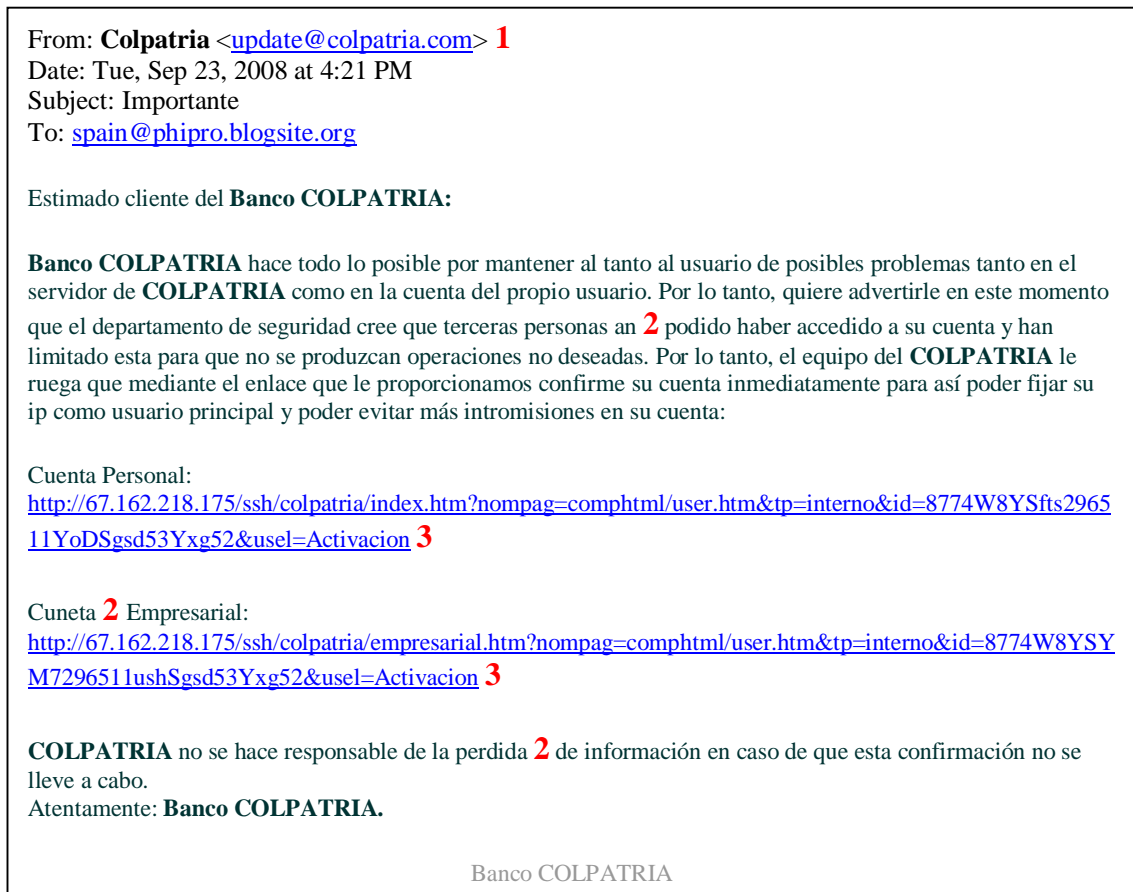 From: Colpatria <update@colpatria.com> 1
Date: Tue, Sep 23, 2008 at 4:21 PM
Subject: Importante
To: spain@phipro.blogsite.org
Estimado cliente del Banco COLPATRIA:
Banco COLPATRIA hace todo lo posible por mantener al tanto al usuario de posibles problemas tanto en el
servidor de COLPATRIA como en la cuenta del propio usuario. Por lo tanto, quiere advertirle en este momento
que el departamento de seguridad cree que terceras personas an 2 podido haber accedido a su cuenta y han
limitado esta para que no se produzcan operaciones no deseadas. Por lo tanto, el equipo del COLPATRIA le
ruega que mediante el enlace que le proporcionamos confirme su cuenta inmediatamente para así poder fijar su
ip como usuario principal y poder evitar más intromisiones en su cuenta:
Cuenta Personal:
http://67.162.218.175/ssh/colpatria/index.htm?nompag=comphtml/user.htm&tp=interno&id=8774W8YSfts2965
11YoDSgsd53Yxg52&usel=Activacion 3
Cuneta 2 Empresarial:
http://67.162.218.175/ssh/colpatria/empresarial.htm?nompag=comphtml/user.htm&tp=interno&id=8774W8YSY
M7296511ushSgsd53Yxg52&usel=Activacion 3
COLPATRIA no se hace responsable de la perdida 2 de información en caso de que esta confirmación no se
lleve a cabo.
Atentamente: Banco COLPATRIA.
Banco COLPATRIA